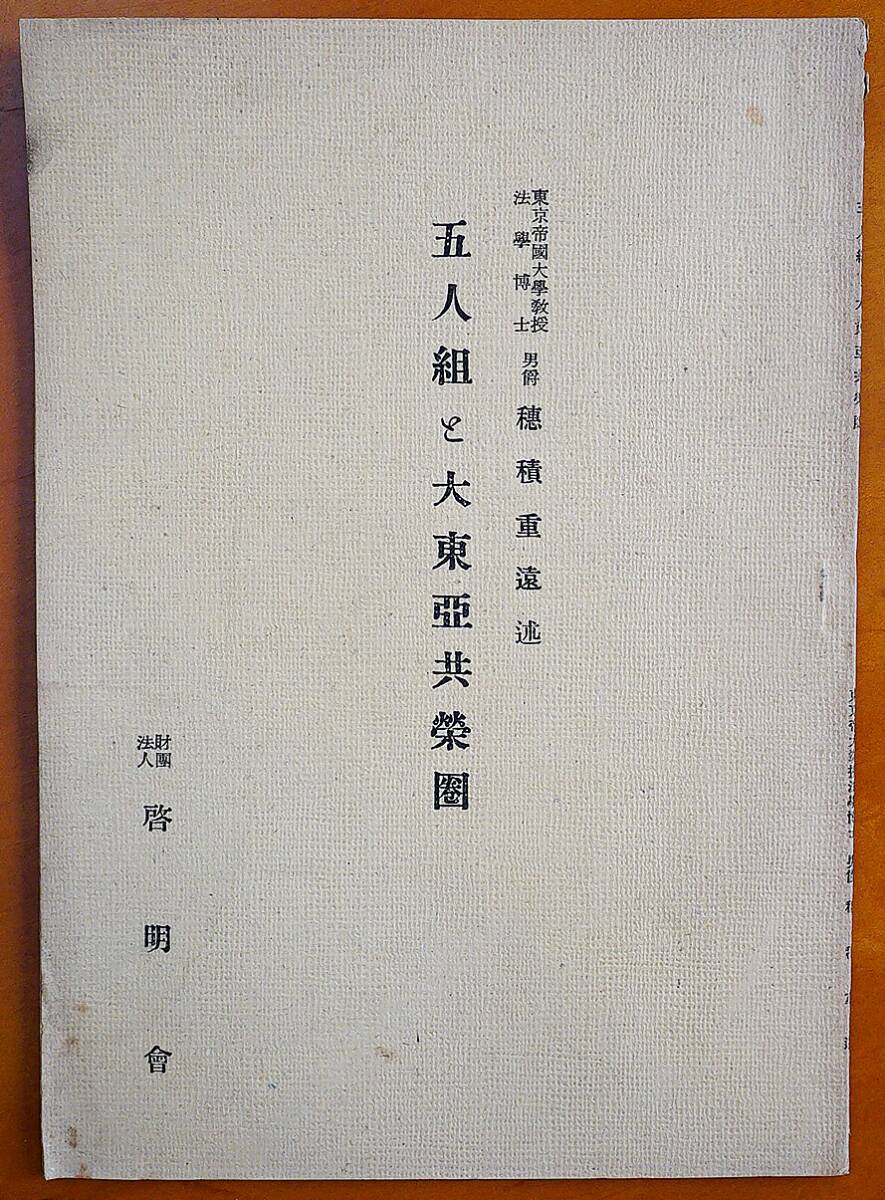 東京帝國大學敎授
法學博士
男爵 穗積重遠述
五人組と大東亞共榮圈
財團
法人
啓明會